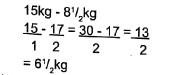 15kg - 8¹/₂kg
15 - 17 = 30 - 17 = 13
1 2 2 2
= 6¹/₂kg